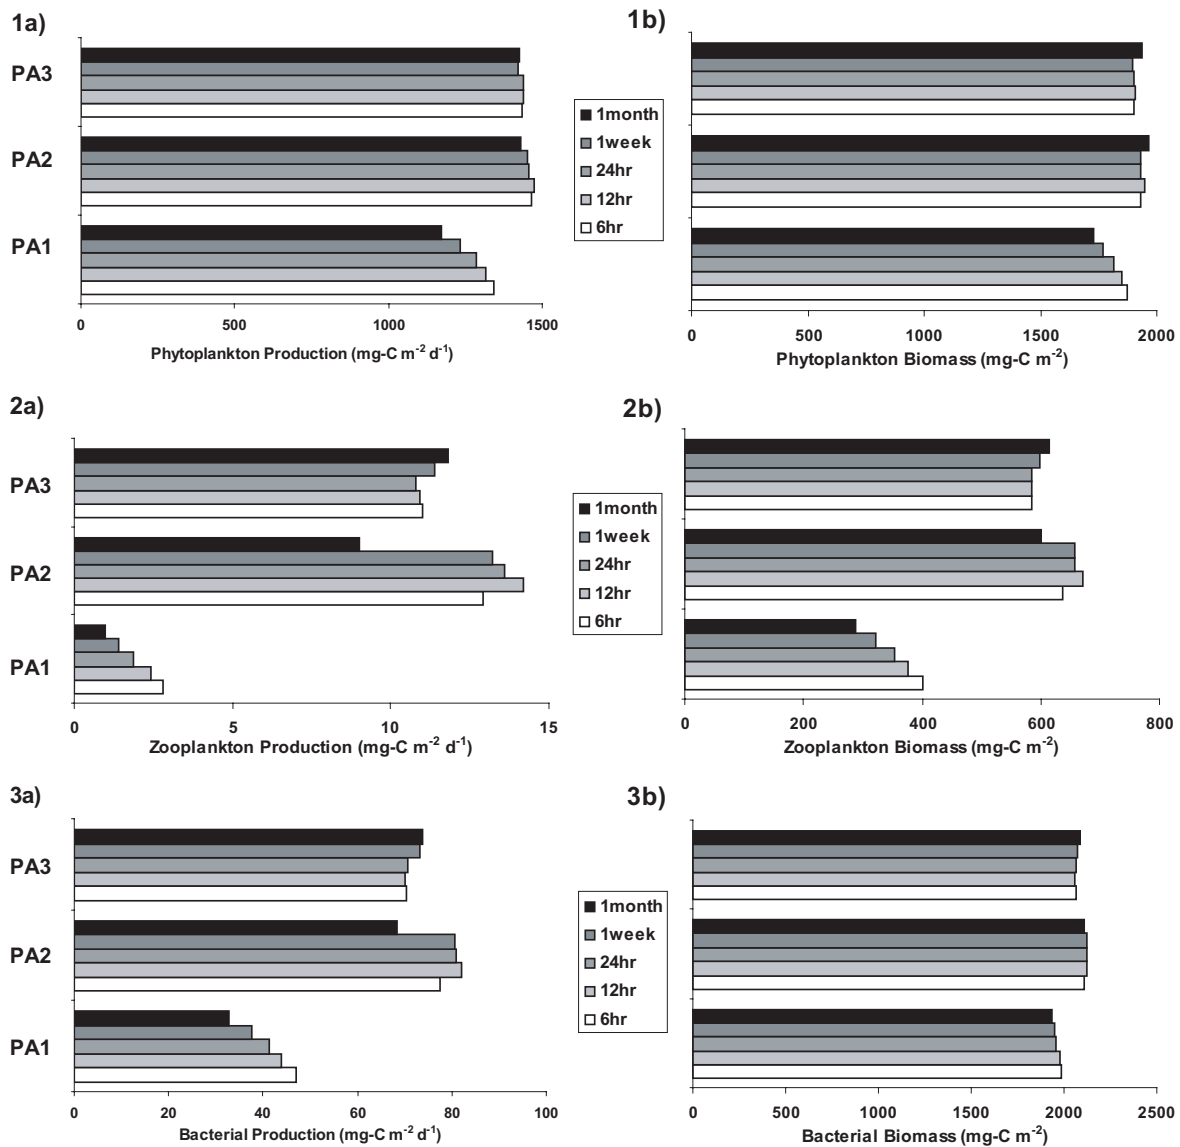 1a)
1b)
PA3
PA2
PA1
1month
1week
24hr
12hr
6hr
0 500 1000 1500
Phytoplankton Production (mg-C m⁻² d⁻¹)
0 500 1000 1500 2000
Phytoplankton Biomass (mg-C m⁻²)
2a)
2b)
PA3
PA2
PA1
1month
1week
24hr
12hr
6hr
0 5 10 15
Zooplankton Production (mg-C m⁻² d⁻¹)
0 200 400 600 800
Zooplankton Biomass (mg-C m⁻²)
3a)
3b)
PA3
PA2
PA1
1month
1week
24hr
12hr
6hr
0 20 40 60 80 100
Bacterial Production (mg-C m⁻² d⁻¹)
0 500 1000 1500 2000 2500
Bacterial Biomass (mg-C m⁻²)